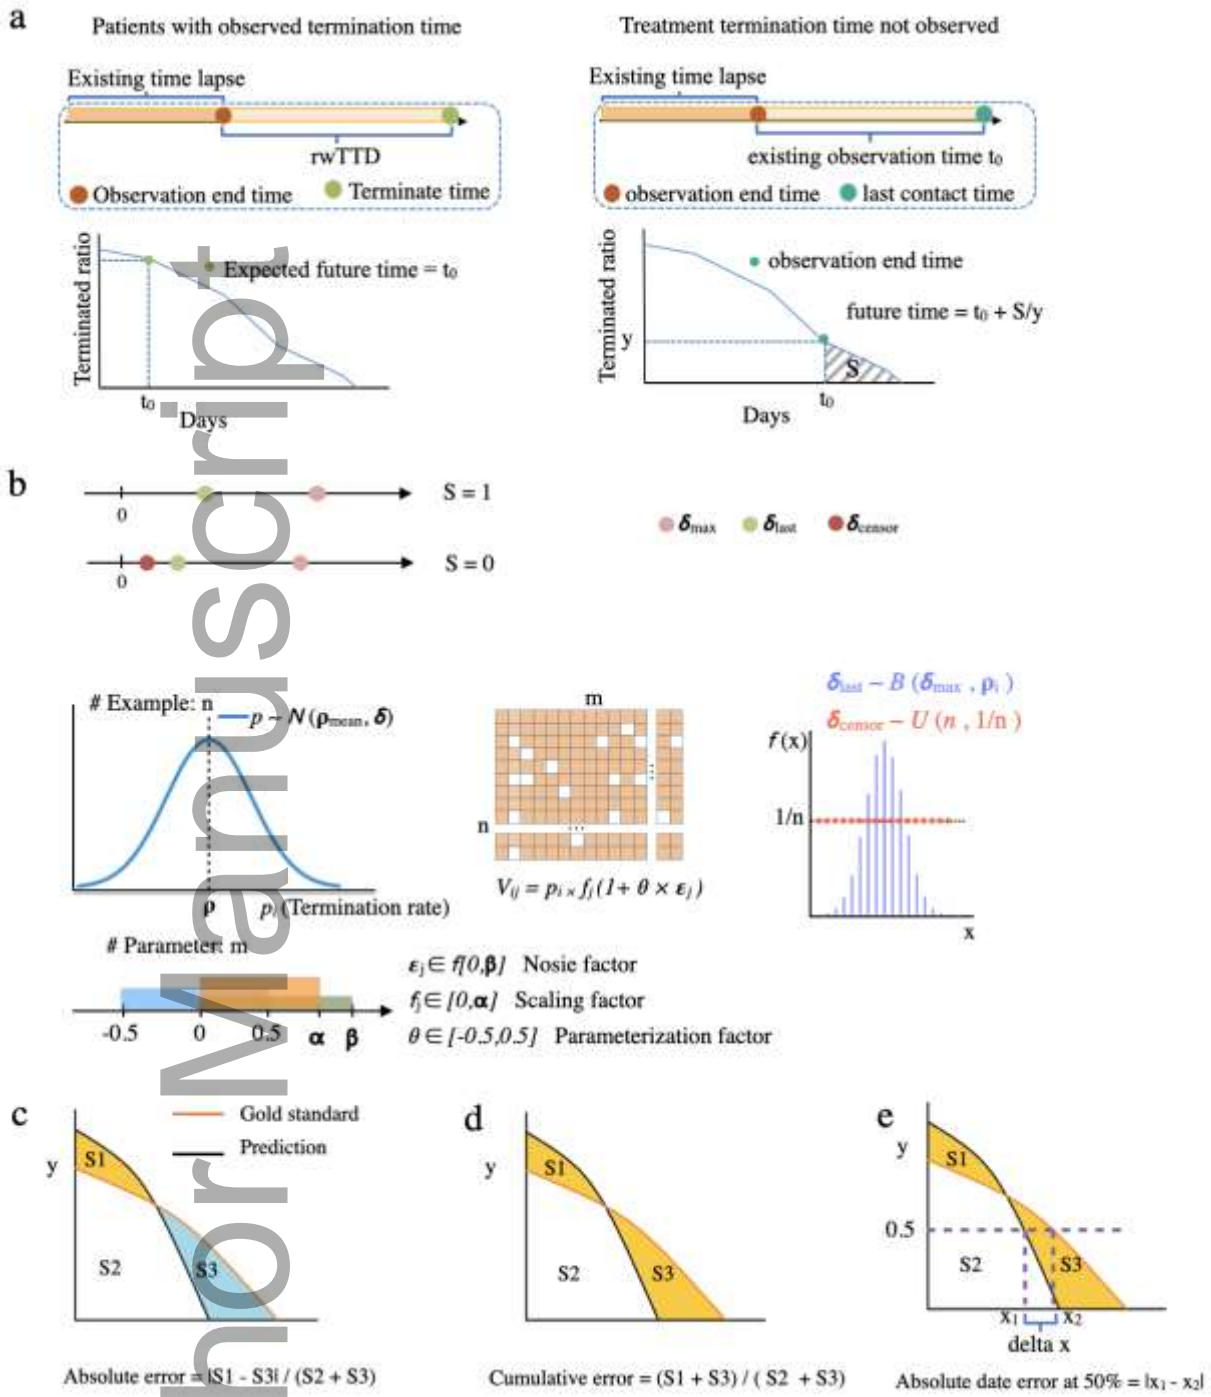 a
Patients with observed termination time
Treatment termination time not observed
Existing time lapse
Existing time lapse
rwTTD
existing observation time t₀
Observation end time
Terminate time
observation end time
last contact time
Terminated ratio
Expected future time = t₀
t₀
Days
Terminated ratio
observation end time
future time = t₀ + S/y
y
S
t₀
Days
b
0
S = 1
0
S = 0
δmax
δlast
δcensor
# Example: n
p ~ N (ρmean, δ)
ρ
pᵢ (Termination rate)
m
n
...
...
Vᵢⱼ = pᵢ × fⱼ(1+ θ × εⱼ)
δlast ~ B (δmax , ρᵢ )
δcensor ~ U (n , 1/n )
f (x)
1/n
x
# Parameter: m
-0.5
0
0.5
α
β
εⱼ ∈ f[0,β] Nosie factor
fⱼ ∈ [0,α] Scaling factor
θ ∈ [-0.5,0.5] Parameterization factor
c
Gold standard
Prediction
y
S1
S2
S3
Absolute error = |S1 - S3| / (S2 + S3)
d
y
S1
S2
S3
Cumulative error = (S1 + S3) / ( S2 + S3)
e
y
S1
0.5
S2
S3
x₁
x₂
delta x
Absolute date error at 50% = |x₁ - x₂|
nor Manuscript